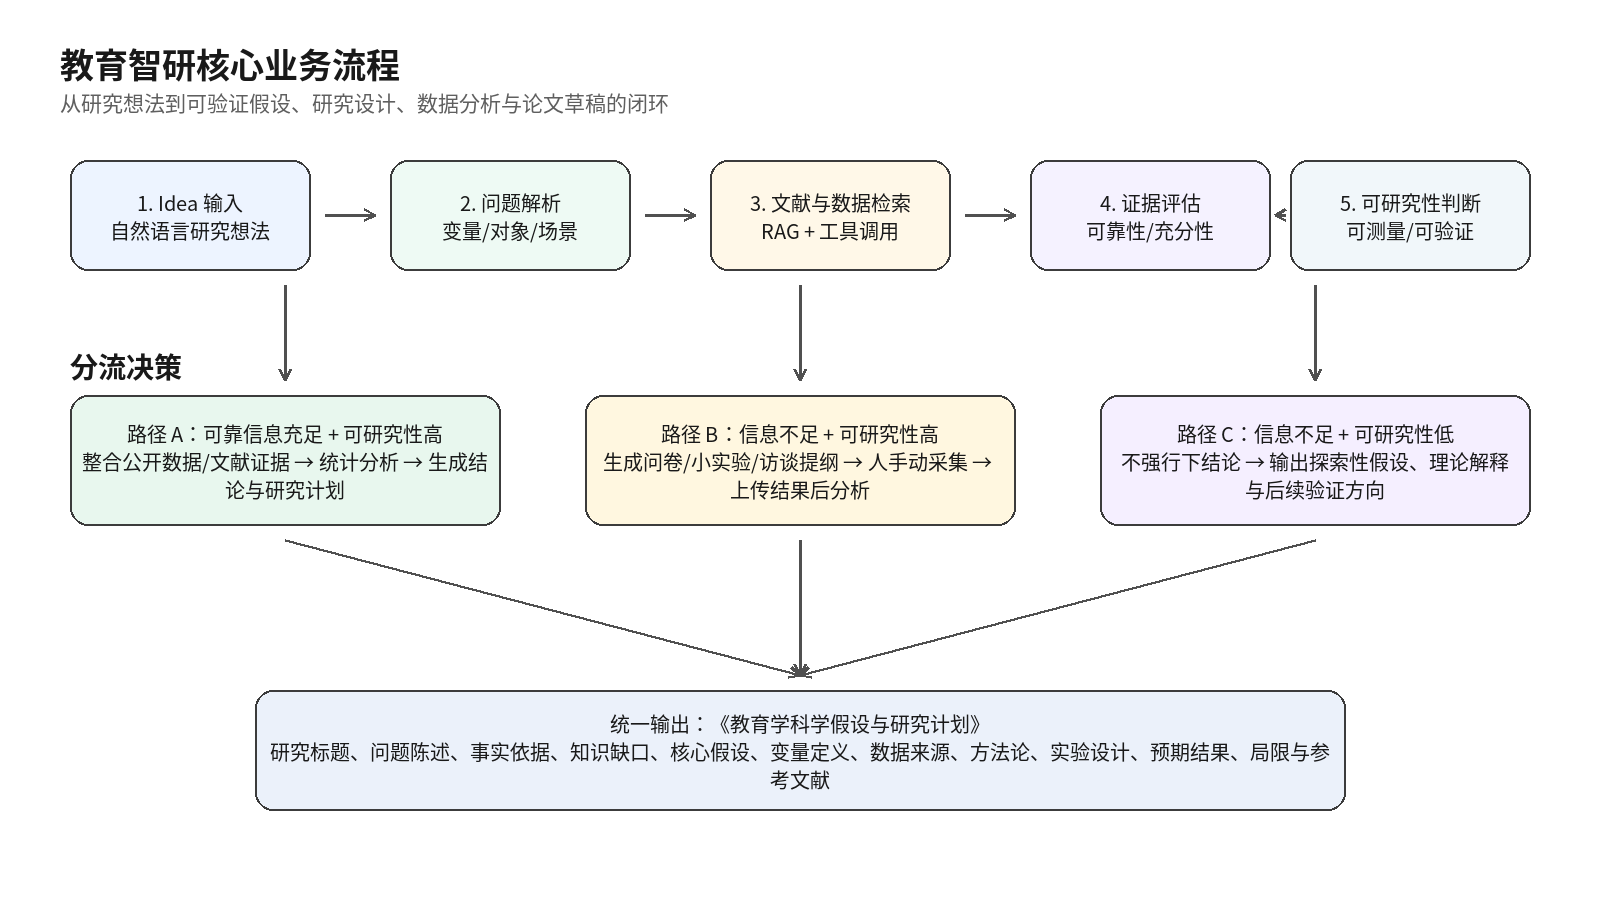 教育智研核心业务流程
从研究想法到可验证假设、研究设计、数据分析与论文草稿的闭环
1. Idea 输入
自然语言研究想法
2. 问题解析
变量/对象/场景
3. 文献与数据检索
RAG + 工具调用
4. 证据评估
可靠性/充分性
5. 可研究性判断
可测量/可验证
分流决策
路径 A：可靠信息充足 + 可研究性高
整合公开数据/文献证据 → 统计分析 → 生成结
论与研究计划
路径 B：信息不足 + 可研究性高
生成问卷/小实验/访谈提纲 → 人手动采集 →
上传结果后分析
路径 C：信息不足 + 可研究性低
不强行下结论 → 输出探索性假设、理论解释
与后续验证方向
统一输出：《教育学科学假设与研究计划》
研究标题、问题陈述、事实依据、知识缺口、核心假设、变量定义、数据来源、方法论、实验设计、预期结果、局限与参
考文献